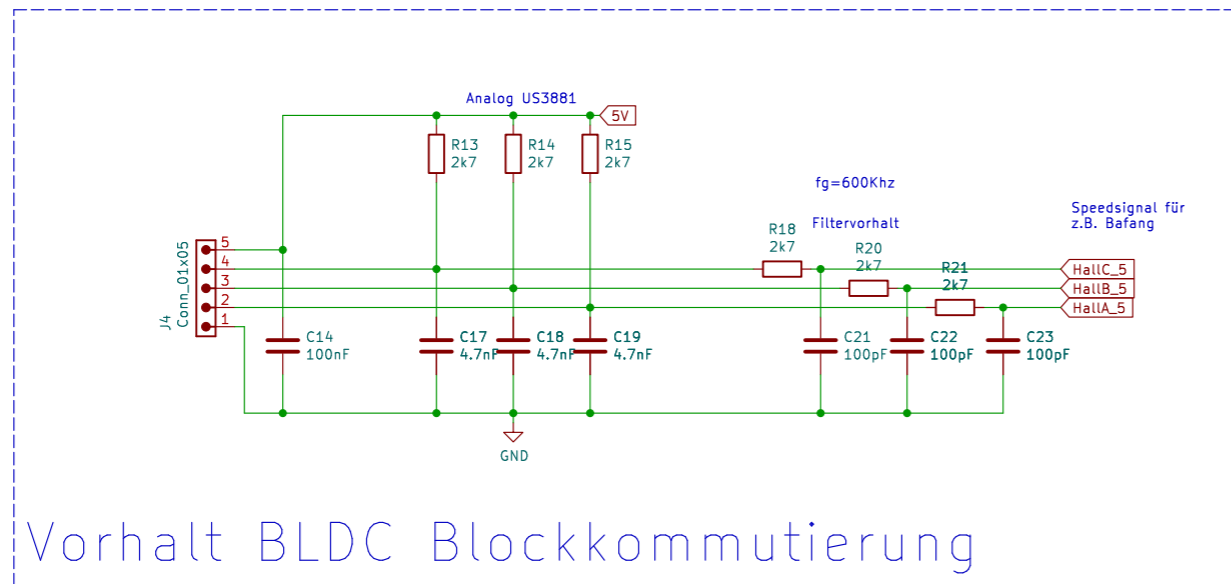 Analog US3881
5V
R13
2k7
R14
2k7
R15
2k7
fg=600Khz
Filtervorhalt
Speedsignal für
z.B. Bafang
R18
2k7
R20
2k7
R21
2k7
J4
Conn_01x05
5
4
3
2
1
HallC_5
HallB_5
HallA_5
C14
100nF
C17
4.7nF
C18
4.7nF
C19
4.7nF
C21
100pF
C22
100pF
C23
100pF
GND
Vorhalt BLDC Blockkommutierung